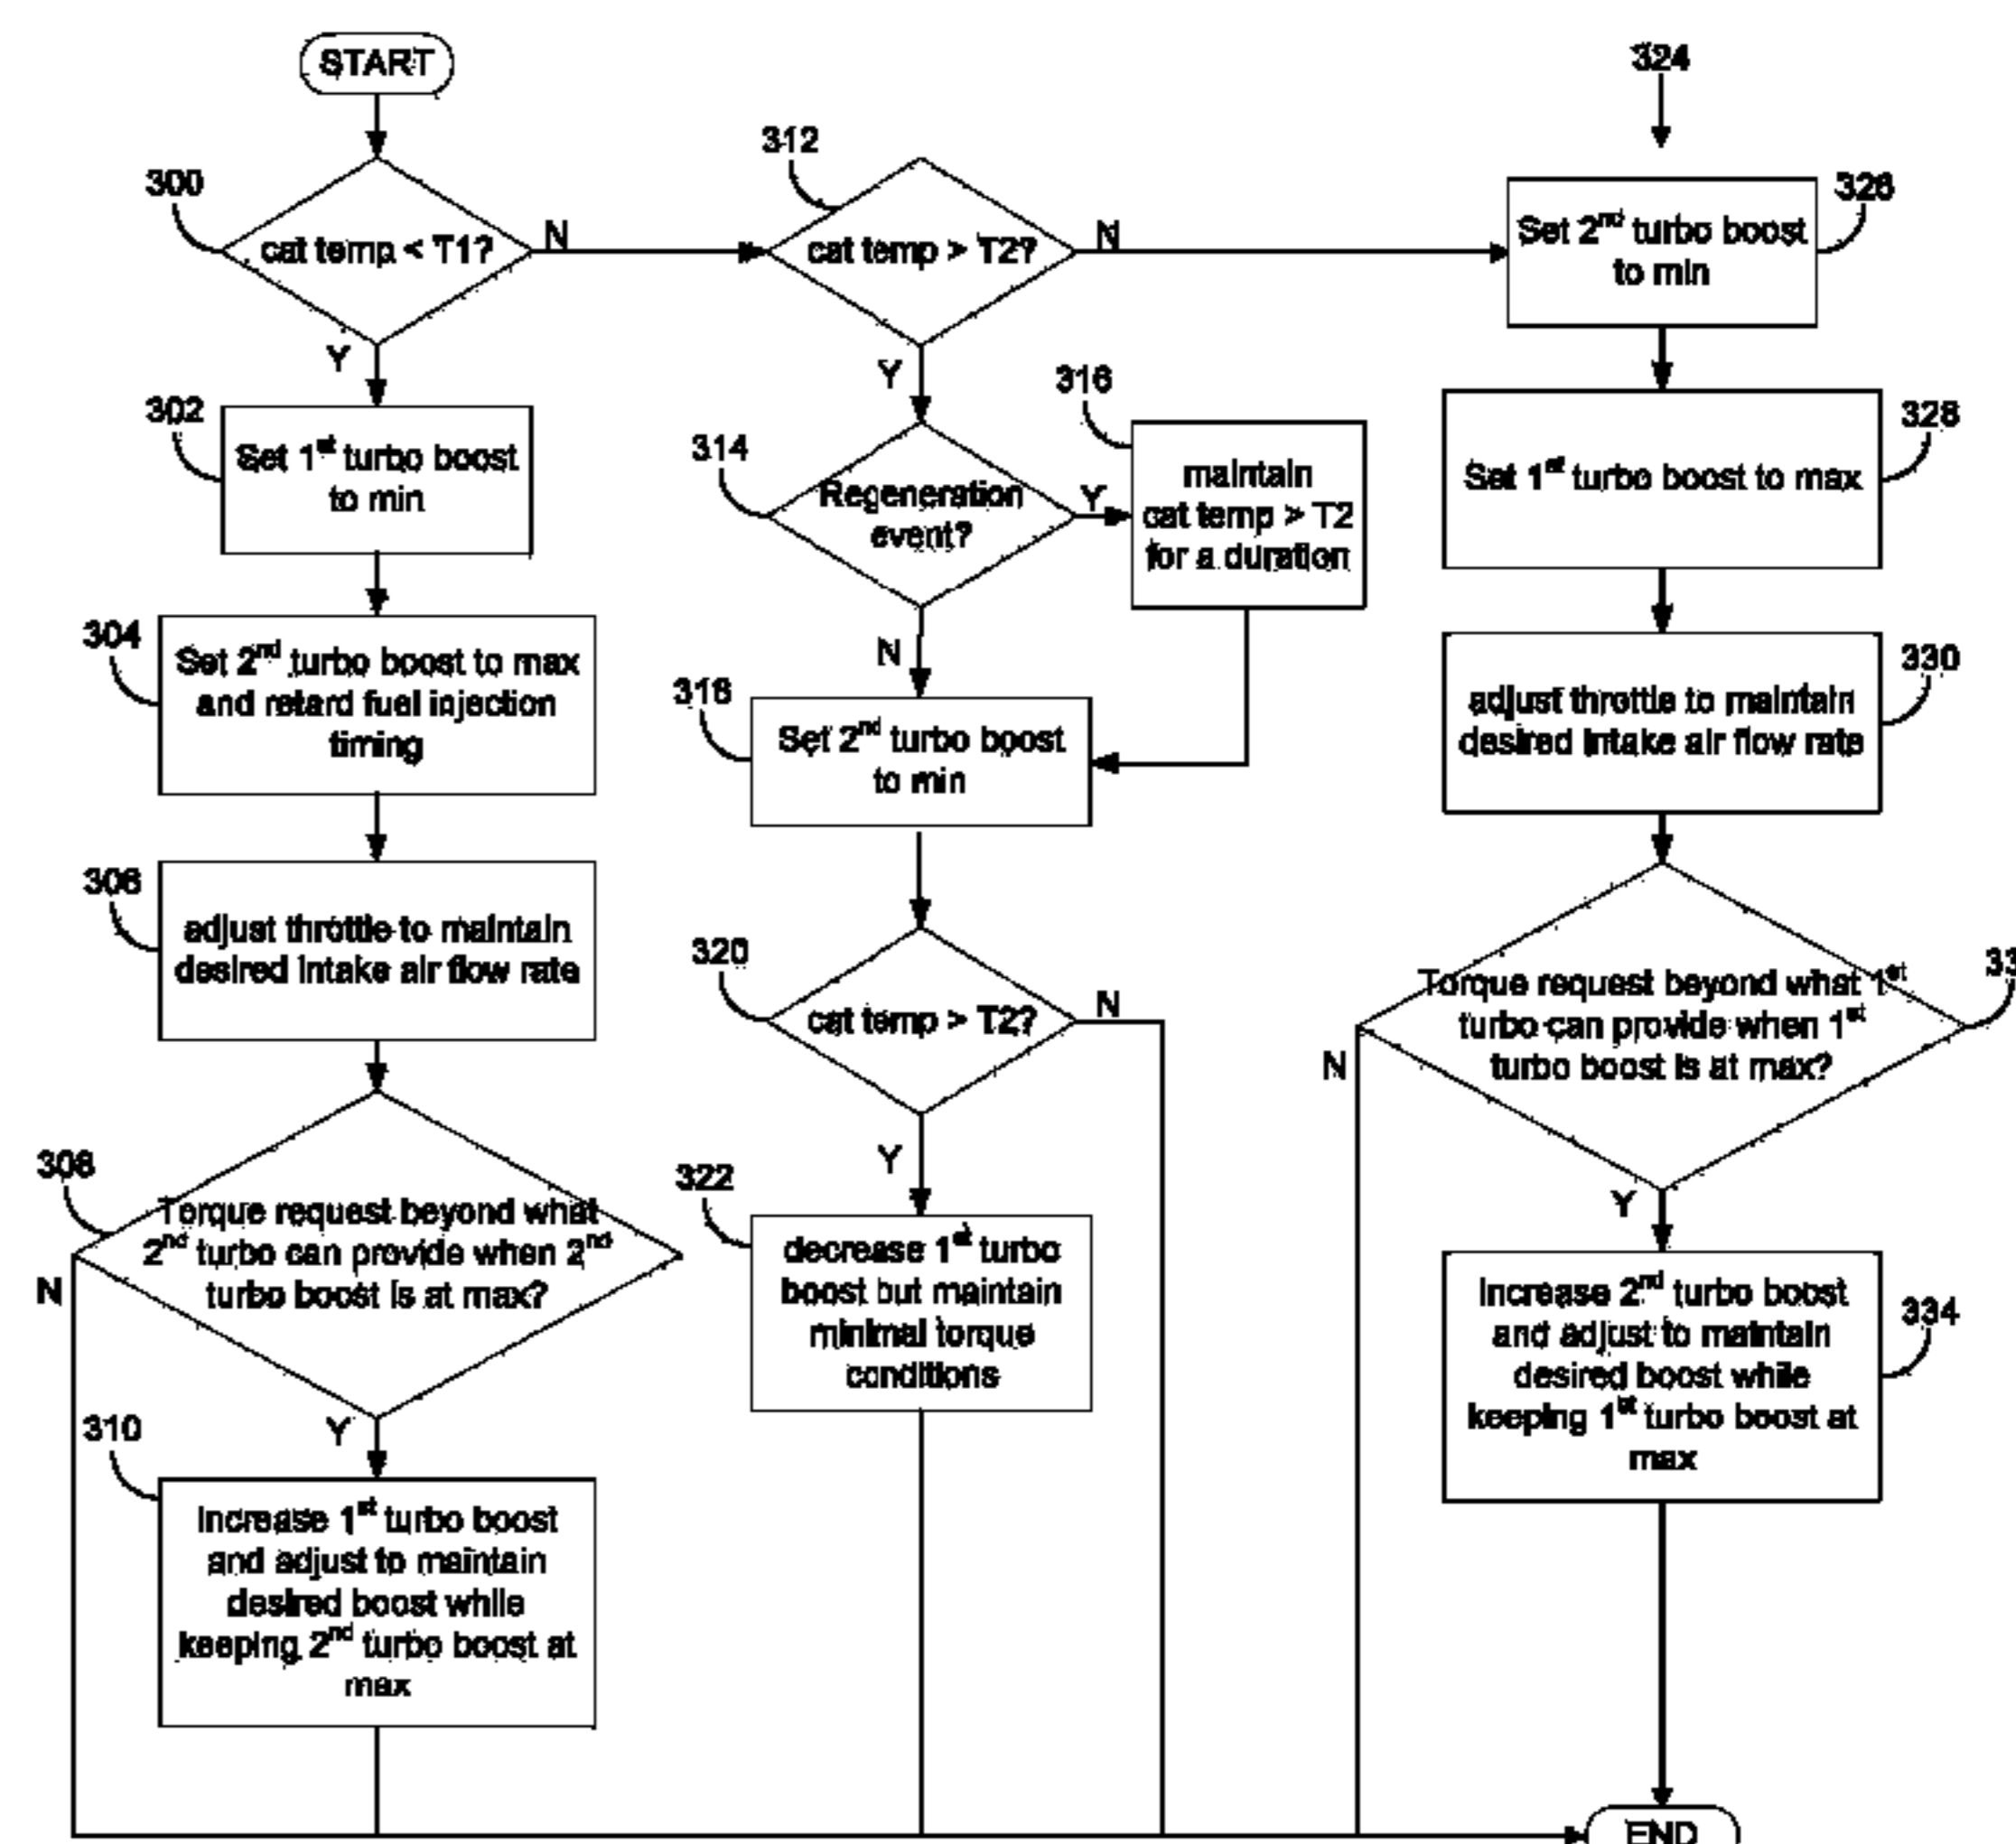 START
324
312
300
326
cat temp < T1?
N
cat temp > T2?
N
Set 2nd turbo boost
to min
Y
Y
316
302
Set 1st turbo boost
to min
314
Regeneration
event?
Y
maintain
cat temp > T2
for a duration
328
Set 1st turbo boost to max
304
Set 2nd turbo boost to max
and retard fuel injection
timing
N
318
Set 2nd turbo boost
to min
330
adjust throttle to maintain
desired intake air flow rate
306
adjust throttle to maintain
desired intake air flow rate
320
cat temp > T2?
N
Torque request beyond what 1st
turbo can provide when 1st
turbo boost is at max?
N
Y
308
Torque request beyond what
2nd turbo can provide when 2nd
turbo boost is at max?
N
Y
322
decrease 1st turbo
boost but maintain
minimal torque
conditions
Y
Increase 2nd turbo boost
and adjust to maintain
desired boost while
keeping 1st turbo boost at
max
334
310
Increase 1st turbo boost
and adjust to maintain
desired boost while
keeping 2nd turbo boost at
max
END